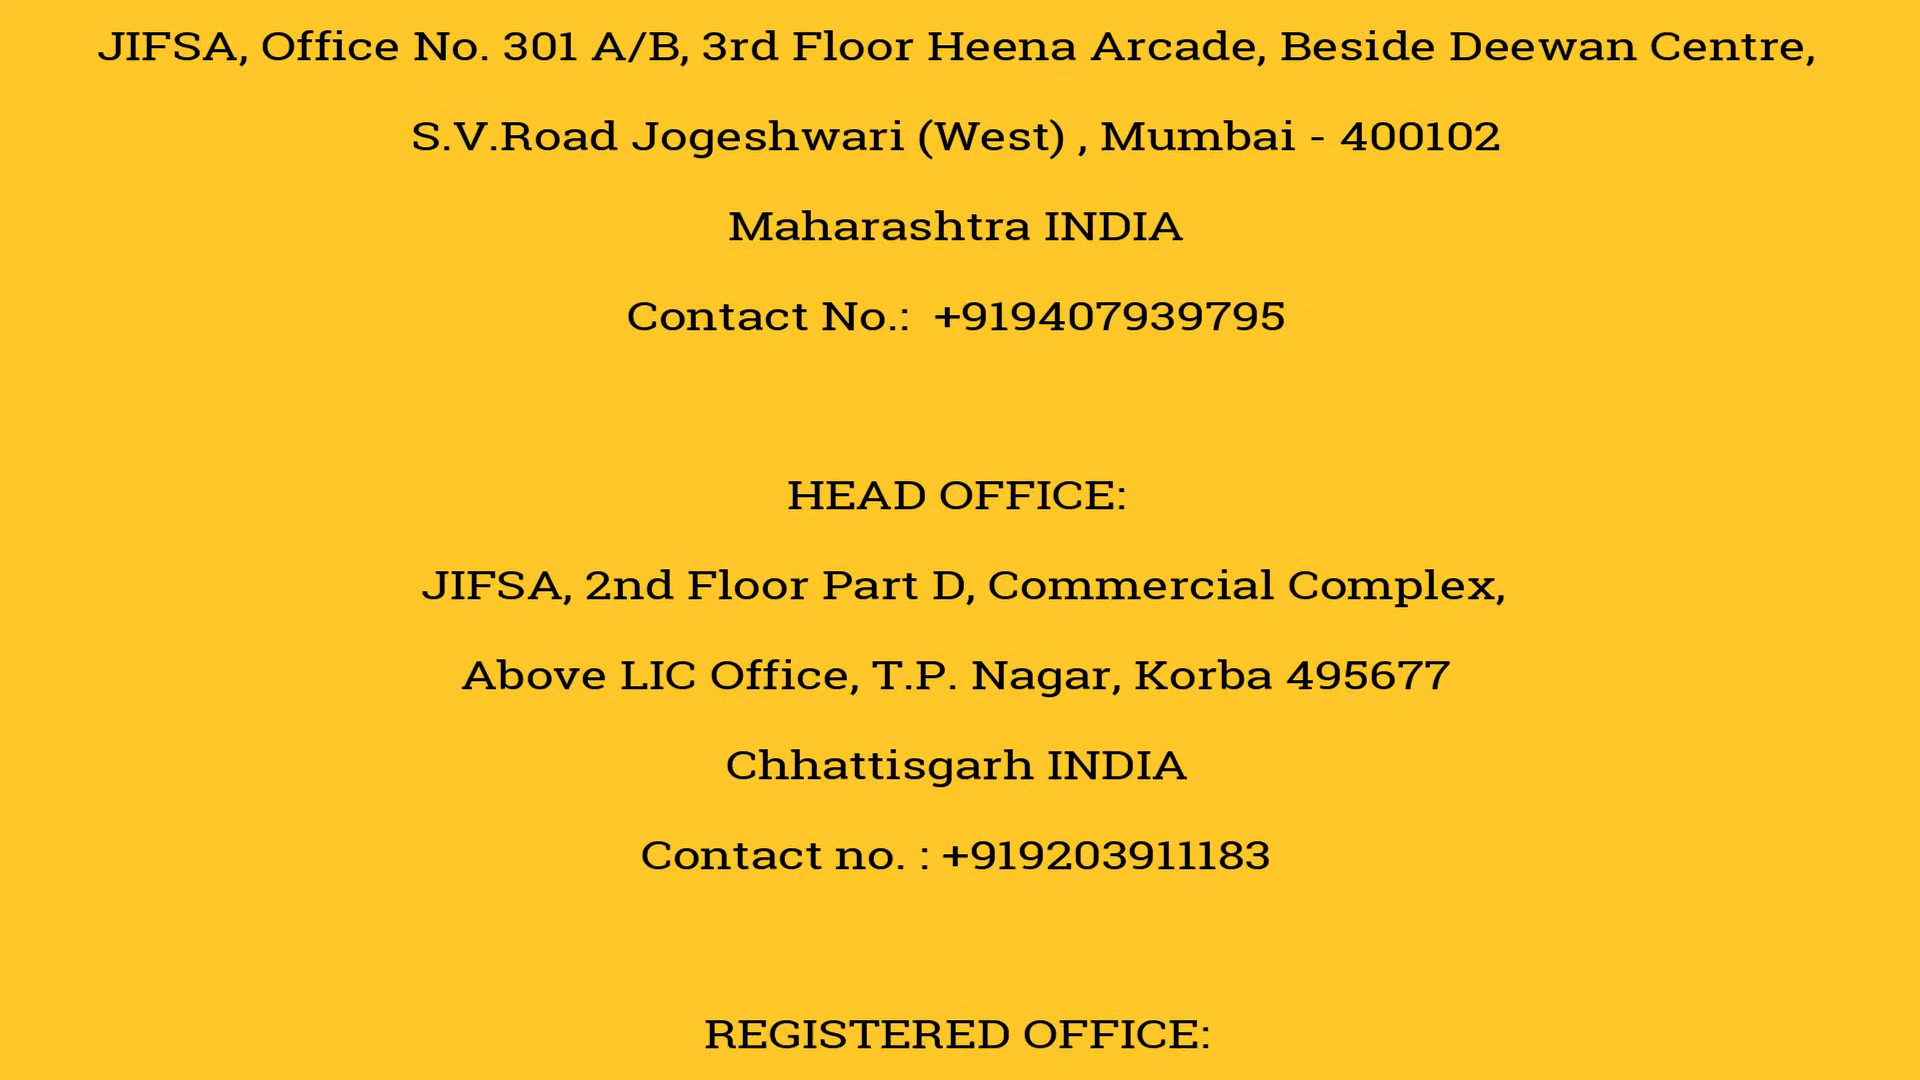 JIFSA, Office No. 301 A/B, 3rd Floor Heena Arcade, Beside Deewan Centre,
S.V.Road Jogeshwari (West) , Mumbai - 400102
Maharashtra INDIA
Contact No.:  +919407939795
HEAD OFFICE:
JIFSA, 2nd Floor Part D, Commercial Complex,
Above LIC Office, T.P. Nagar, Korba 495677
Chhattisgarh INDIA
Contact no. : +919203911183
REGISTERED OFFICE: